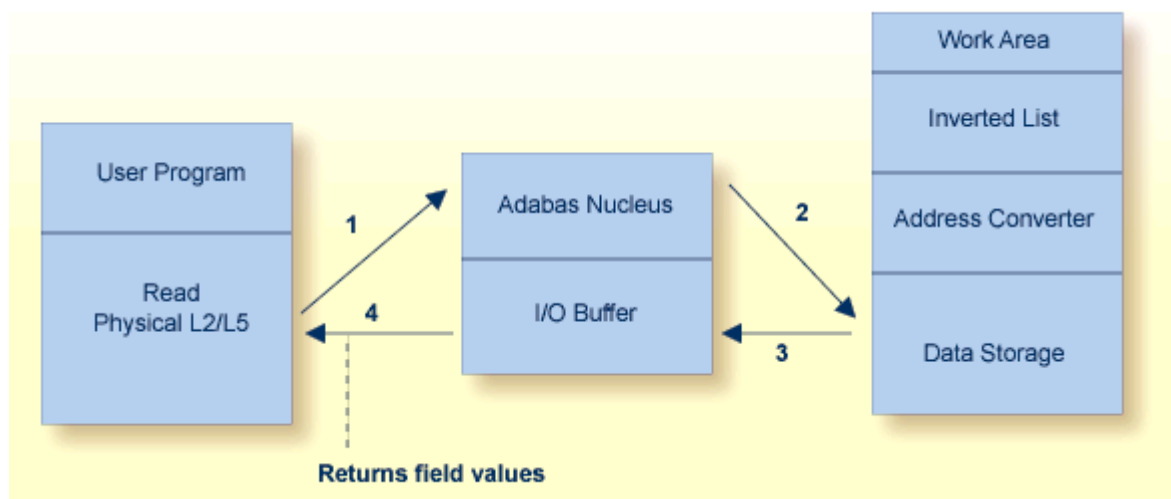 User Program
Read
Physical L2/L5
1
4
Returns field values
Adabas Nucleus
I/O Buffer
2
3
Work Area
Inverted List
Address Converter
Data Storage